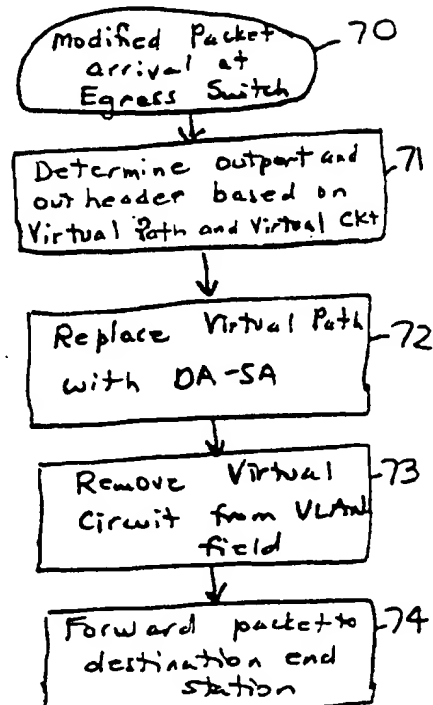 Modified Packet
arrival at
Egress Switch
70
Determine outport and
out header based on
Virtual Path and Virtual Ckt
71
Replace Virtual Path
with DA-SA
72
Remove Virtual
Circuit from VLAN
field
73
Forward packet to
destination end
station
74